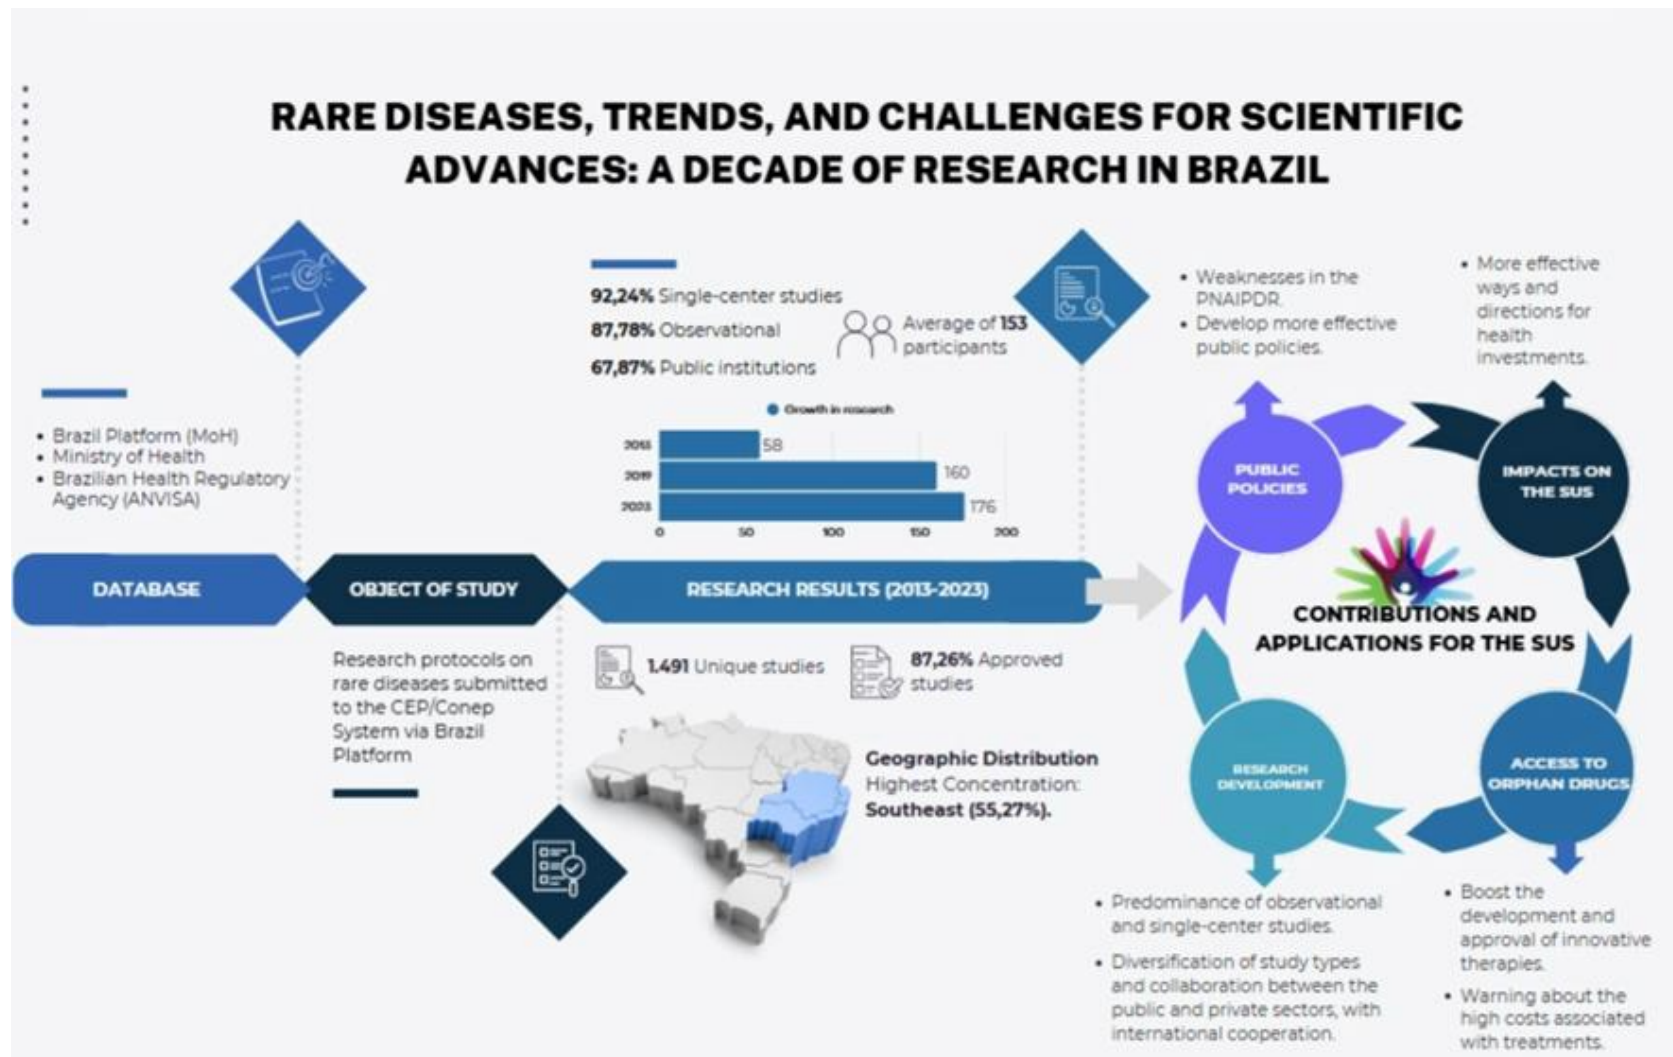 RARE DISEASES, TRENDS, AND CHALLENGES FOR SCIENTIFIC
ADVANCES: A DECADE OF RESEARCH IN BRAZIL
• Brazil Platform (MoH)
• Ministry of Health
• Brazilian Health Regulatory
Agency (ANVISA)
DATABASE
OBJECT OF STUDY
Research protocols on
rare diseases submitted
to the CEP/Conep
System via Brazil
Platform
92,24% Single-center studies
87,78% Observational
67,87% Public institutions
Average of 153
participants
Growth in research
2013
58
2019
160
2023
176
0 50 100 150 200
RESEARCH RESULTS (2013-2023)
1.491 Unique studies
87,26% Approved
studies
Geographic Distribution
Highest Concentration:
Southeast (55,27%).
• Weaknesses in the
PNAIPDR.
• Develop more effective
public policies.
• More effective
ways and
directions for
health
investments.
PUBLIC
POLICIES
IMPACTS ON
THE SUS
CONTRIBUTIONS AND
APPLICATIONS FOR THE SUS
RESEARCH
DEVELOPMENT
ACCESS TO
ORPHAN DRUGS
• Predominance of observational
and single-center studies.
• Diversification of study types
and collaboration between the
public and private sectors, with
international cooperation.
• Boost the
development and
approval of innovative
therapies.
• Warning about the
high costs associated
with treatments.